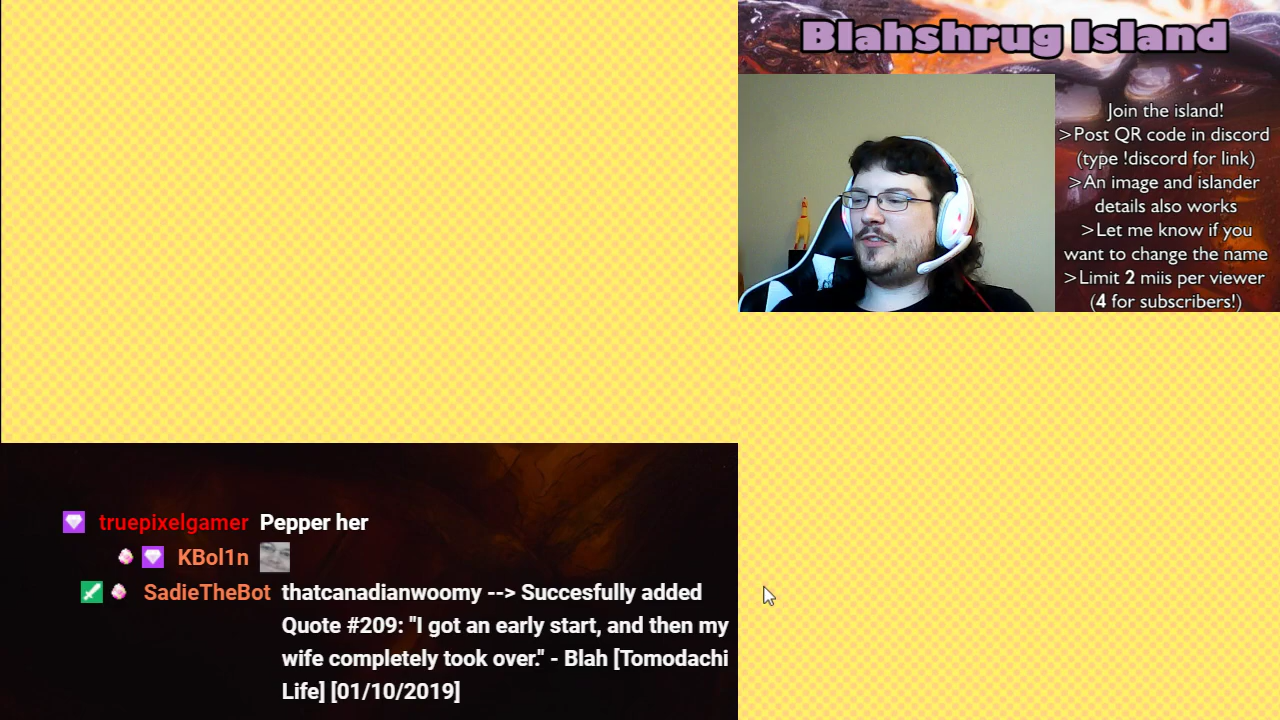 Blahshrug Island
Join the island!
>Post QR code in discord
(type !discord for link)
>An image and islander
details also works
>Let me know if you
want to change the name
>Limit 2 miis per viewer
(4 for subscribers!)
truepixelgamer Pepper her
KBol1n
SadieTheBot thatcanadianwoomy --> Succesfully added
Quote #209: "I got an early start, and then my
wife completely took over." - Blah [Tomodachi
Life] [01/10/2019]